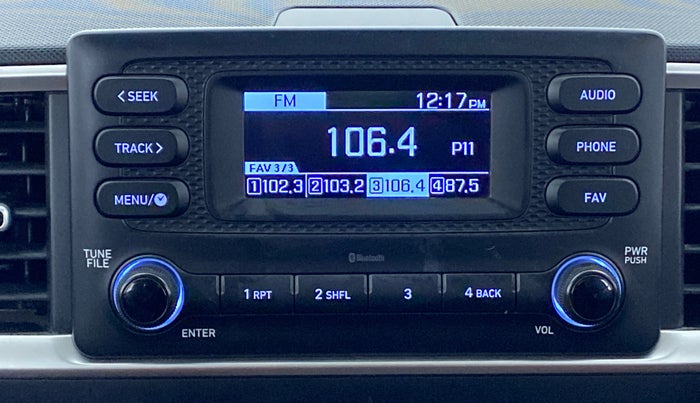 < SEEK
TRACK >
MENU/
TUNE
FILE
ENTER
FM 12:17 PM
106.4 P11
FAV 3/3
1 102.3 2 103.2 3 106.4 4 87.5
Bluetooth
1 RPT 2 SHFL 3 4 BACK
AUDIO
PHONE
FAV
PWR
PUSH
VOL